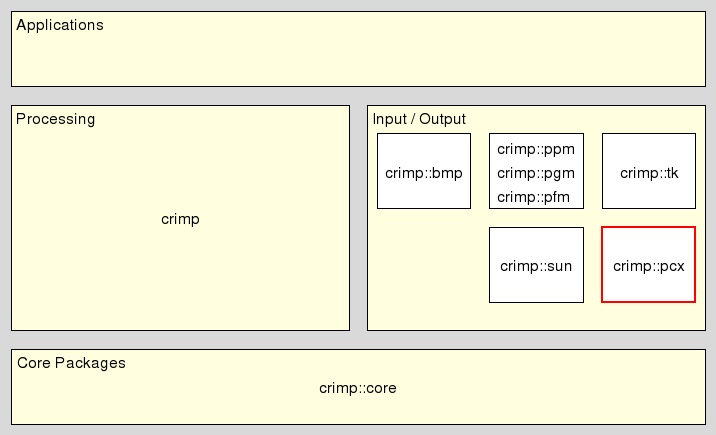 Applications
Processing
crimp
Input / Output
crimp::bmp
crimp::ppm
crimp::pgm
crimp::pfm
crimp::tk
crimp::sun
crimp::pcx
Core Packages
crimp::core